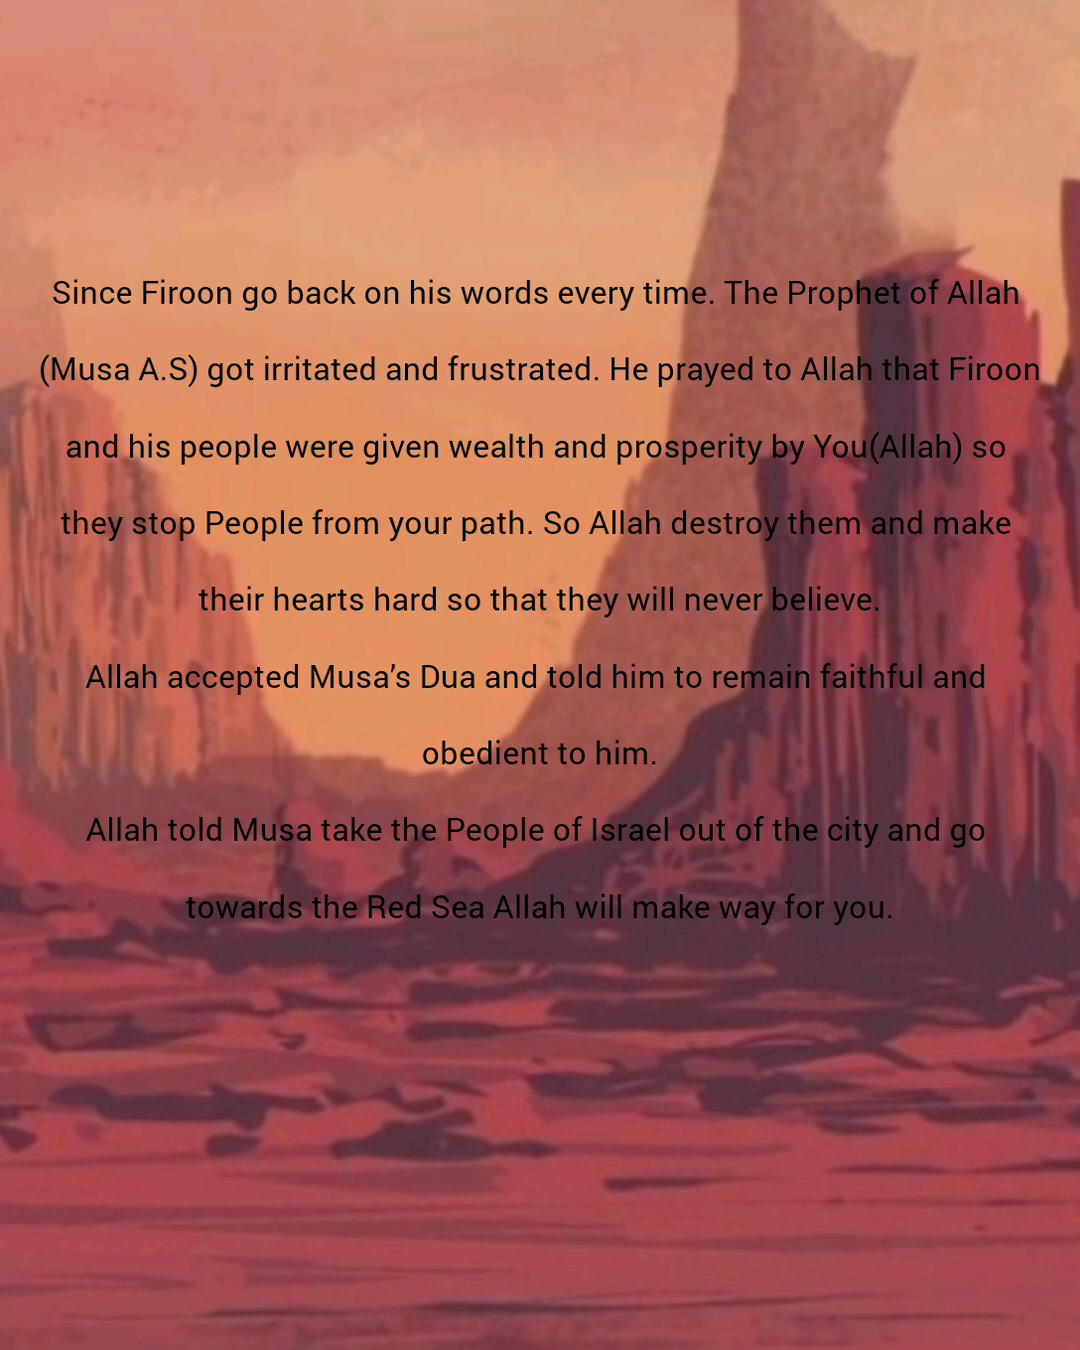 Since Firoon go back on his words every time. The Prophet of Allah
(Musa A.S) got irritated and frustrated. He prayed to Allah that Firoon
and his people were given wealth and prosperity by You(Allah) so
they stop People from your path. So Allah destroy them and make
their hearts hard so that they will never believe.
Allah accepted Musa’s Dua and told him to remain faithful and
obedient to him.
Allah told Musa take the People of Israel out of the city and go
towards the Red Sea Allah will make way for you.